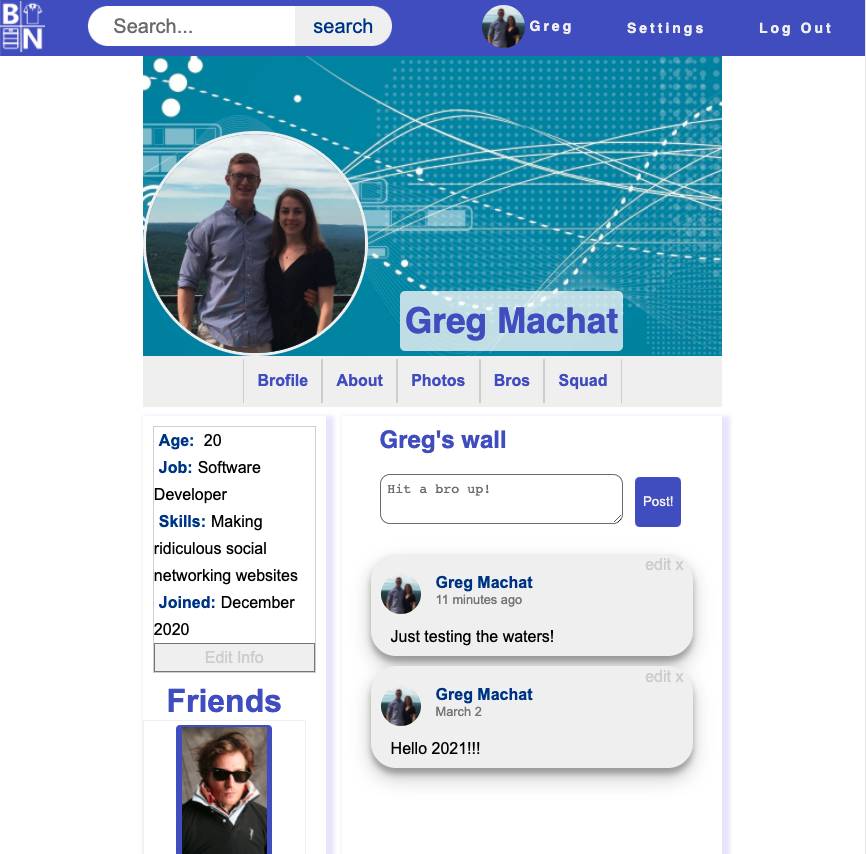 B
N
Search...
search
Greg
Settings
Log Out
Greg Machat
Brofile
About
Photos
Bros
Squad
Age: 20
Job: Software
Developer
Skills: Making
ridiculous social
networking websites
Joined: December
2020
Edit Info
Friends
Greg's wall
Hit a bro up!
Post!
edit x
Greg Machat
11 minutes ago
Just testing the waters!
edit x
Greg Machat
March 2
Hello 2021!!!